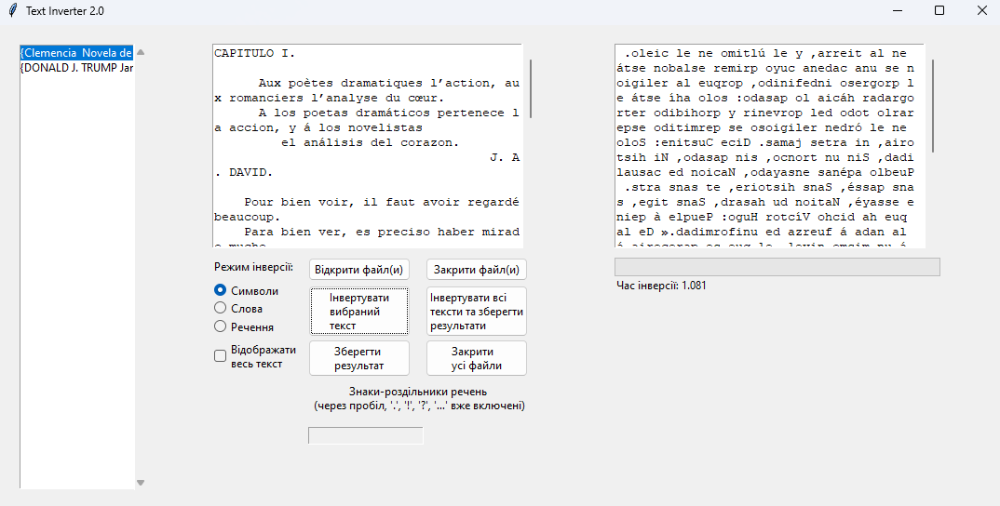 Text Inverter 2.0
{Clemencia Novela de
{DONALD J. TRUMP Jar
CAPITULO I.
Aux poètes dramatiques l’action, au
x romanciers l’analyse du cœur.
A los poetas dramáticos pertenece l
a accion, y á los novelistas
el análisis del corazon.
J. A
. DAVID.
Pour bien voir, il faut avoir regardé
beaucoup.
Para bien ver, es preciso haber mirad
o mucho
.oleic le ne omitlú le y ,arreit al ne
átse nobalse remirp oyuc anedac anu se n
oigiler al euqrop ,odinifedni osergorp l
e átse íha olos :odasap ol aicáh radargo
rter odibihorp y rinevrop led odot olrar
epse oditimrep se osoigiler nedró le ne
oloS :enitsuC eciD .samaj setra in ,airo
tsih iN ,odasap nis ,ocnort nu niS ,dadi
lausac ed noicaN ,odayasne sanépa olbeuP
.stra snas te ,eriotsih snaS ,éssap sna
s ,egit snaS ,drasah ud noitaN ,éyasse e
niep à elpueP :oguH rotcíV ohcid ah euq
al eD ».dadimrofinu ed azreuf á adan al
Режим інверсії:
Символи
Слова
Речення
Відображати
весь текст
Відкрити файл(и)
Закрити файл(и)
Інвертувати
вибраний
текст
Інвертувати всі
тексти та зберегти
результати
Зберегти
результат
Закрити
усі файли
Знаки-роздільники речень
(через пробіл, '.', '!', '?', '...' вже включені)
Час інверсії: 1.081